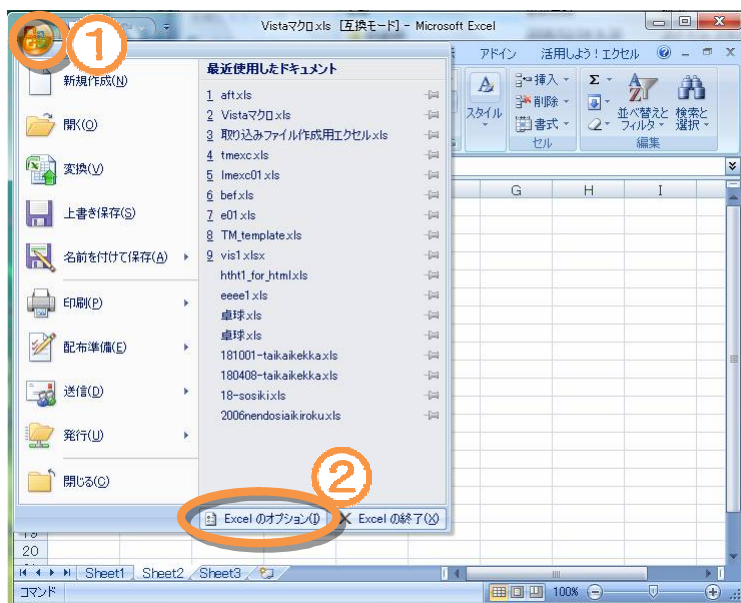 ①
Vistaマクロ.xls [互換モード] - Microsoft Excel
アドイン 活用しよう！エクセル
新規作成(N)
開く(O)
変換(V)
上書き保存(S)
名前を付けて保存(A)
印刷(P)
配布準備(E)
送信(D)
発行(U)
閉じる(C)
最近使用したドキュメント
1 aft.xls
2 Vistaマクロ.xls
3 取り込みファイル作成用エクセル.xls
4 tmexc.xls
5 Imexc01.xls
6 bef.xls
7 e01.xls
8 TM_template.xls
9 vis1.xlsx
htht1_for_html.xls
eeee1.xls
卓球.xls
卓球.xls
181001-taikaikekka.xls
180408-taikaikekka.xls
18-sosiki.xls
2006nendosiaikiroku.xls
②
Excel のオプション(I) X Excel の終了(X)
スタイル
挿入
削除
書式
セル
Σ
並べ替えと フィルタ
検索と 選択
編集
G H I
19
20
Sheet1 Sheet2 Sheet3
コマンド 100%